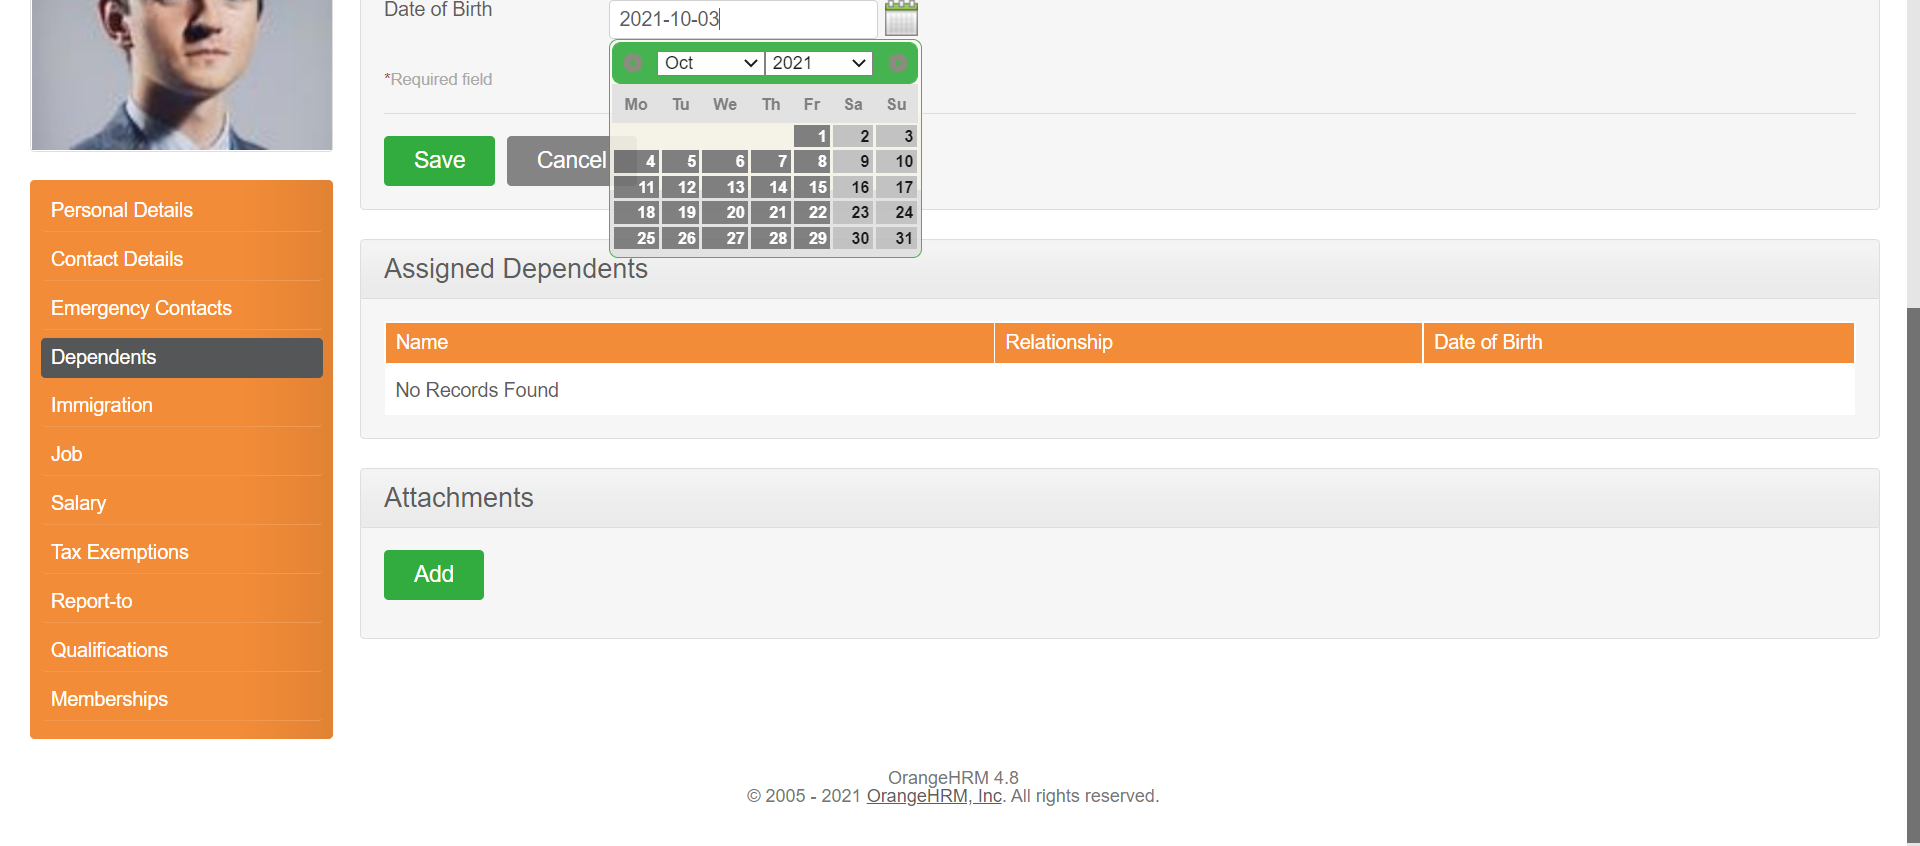 Date of Birth
2021-10-03
Oct 2021
*Required field
Mo Tu We Th Fr Sa Su
1 2 3
4 5 6 7 8 9 10
11 12 13 14 15 16 17
18 19 20 21 22 23 24
25 26 27 28 29 30 31
Save Cancel
Personal Details
Contact Details
Emergency Contacts
Dependents
Immigration
Job
Salary
Tax Exemptions
Report-to
Qualifications
Memberships
Assigned Dependents
Name Relationship Date of Birth
No Records Found
Attachments
Add
OrangeHRM 4.8
© 2005 - 2021 OrangeHRM, Inc. All rights reserved.